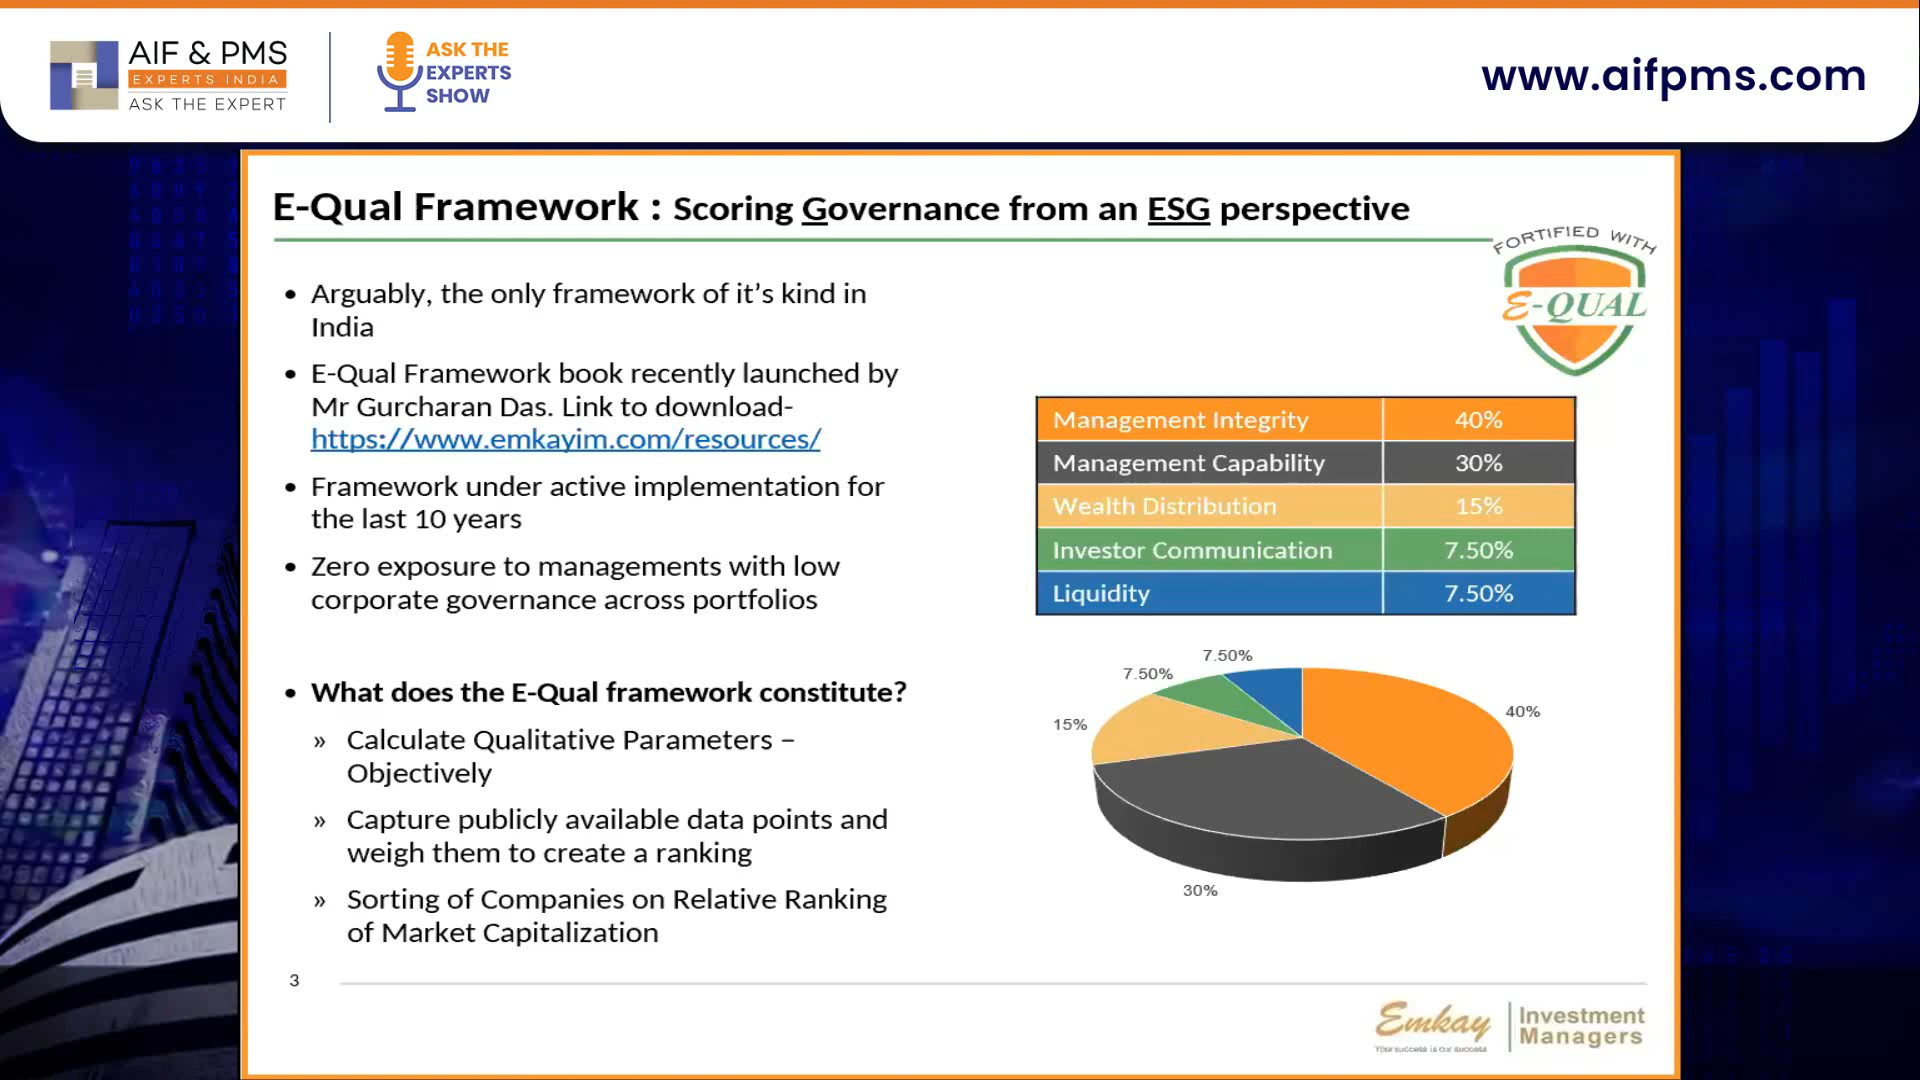 AIF & PMS
EXPERTS INDIA
ASK THE EXPERT
ASK THE
EXPERTS
SHOW
www.aifpms.com
E-Qual Framework : Scoring Governance from an ESG perspective
FORTIFIED WITH
E-QUAL
• Arguably, the only framework of it’s kind in
India
• E-Qual Framework book recently launched by
Mr Gurcharan Das. Link to download-
https://www.emkayim.com/resources/
• Framework under active implementation for
the last 10 years
• Zero exposure to managements with low
corporate governance across portfolios
• What does the E-Qual framework constitute?
» Calculate Qualitative Parameters –
Objectively
» Capture publicly available data points and
weigh them to create a ranking
» Sorting of Companies on Relative Ranking
of Market Capitalization
Management Integrity 40%
Management Capability 30%
Wealth Distribution 15%
Investor Communication 7.50%
Liquidity 7.50%
7.50%
7.50%
15%
40%
30%
3
Emkay
Your success is our success
Investment
Managers